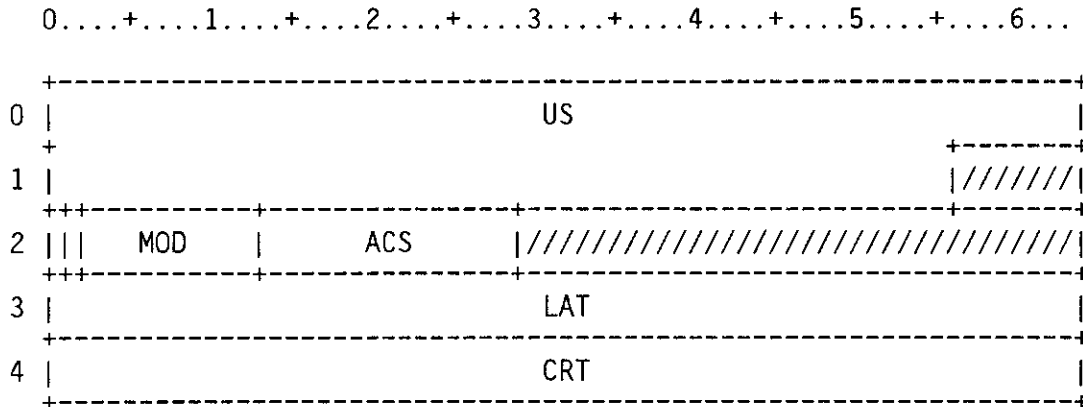 0....+....1....+....2....+....3....+....4....+....5....+....6...
+---------------------------------------------------------------+
0 |                              US                               |
+                                                       +-------+
1 |                                                       |///////|
+++----------+---------------+--------------------------+-------+
2 |||   MOD    |      ACS      |//////////////////////////////////|
+++----------+---------------+----------------------------------+
3 |                              LAT                              |
+---------------------------------------------------------------+
4 |                              CRT                              |
+---------------------------------------------------------------+